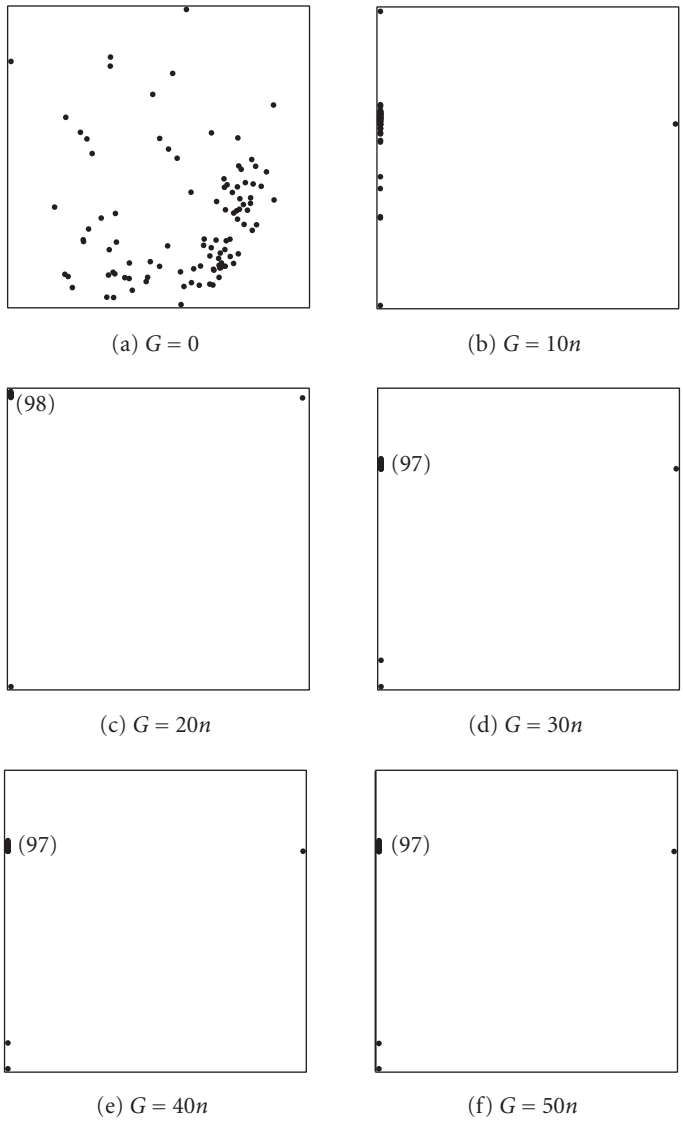 (a) G = 0
(b) G = 10n
(98)
(c) G = 20n
(97)
(d) G = 30n
(97)
(e) G = 40n
(97)
(f) G = 50n